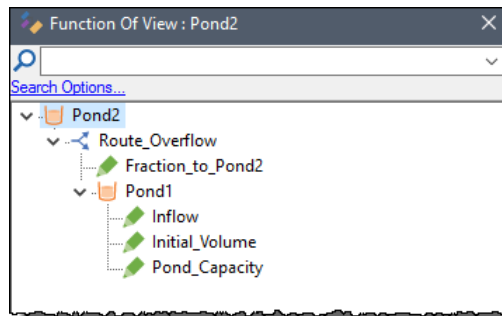 Function Of View : Pond2
Search Options...
Pond2
Route_Overflow
Fraction_to_Pond2
Pond1
Inflow
Initial_Volume
Pond_Capacity